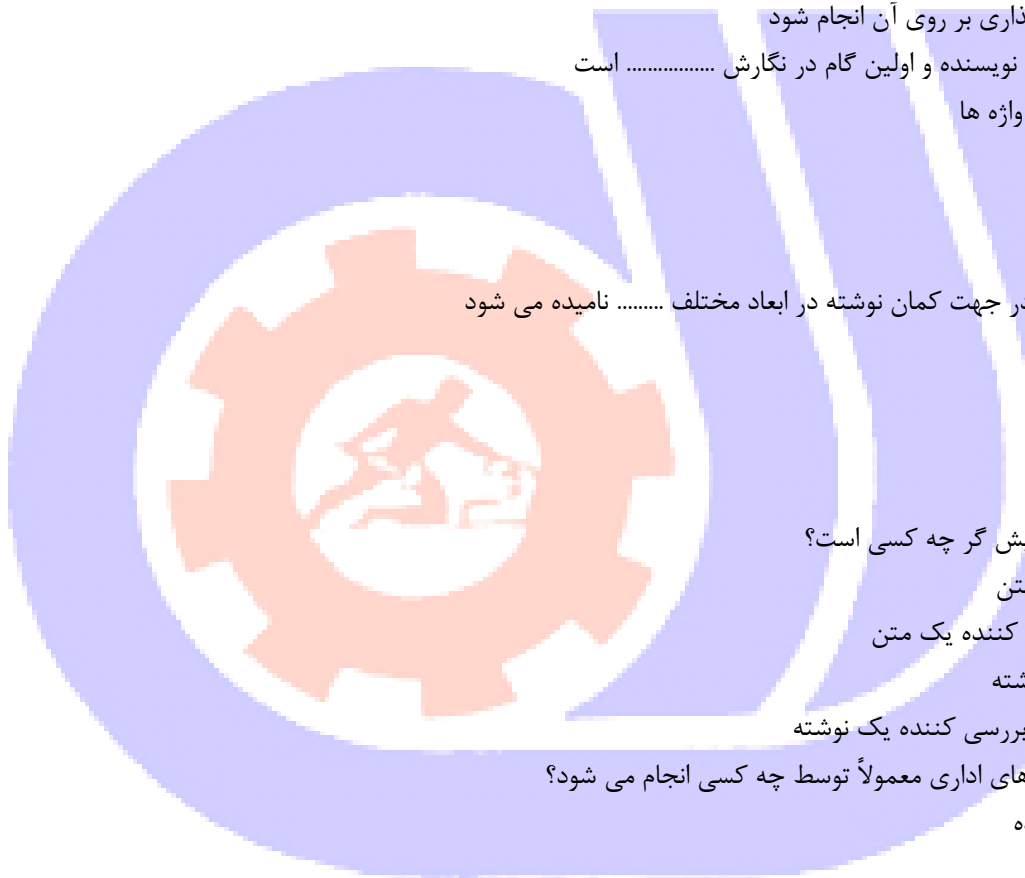 ذاری بر روی آن انجام شود
نویسنده و اولین گام در نگارش ................ است
واژه ها
در جهت کمان نوشته در ابعاد مختلف ......... نامیده می شود
ش گر چه کسی است؟
متن
کننده یک متن
شته
بررسی کننده یک نوشته
های اداری معمولاً توسط چه کسی انجام می شود؟
ه